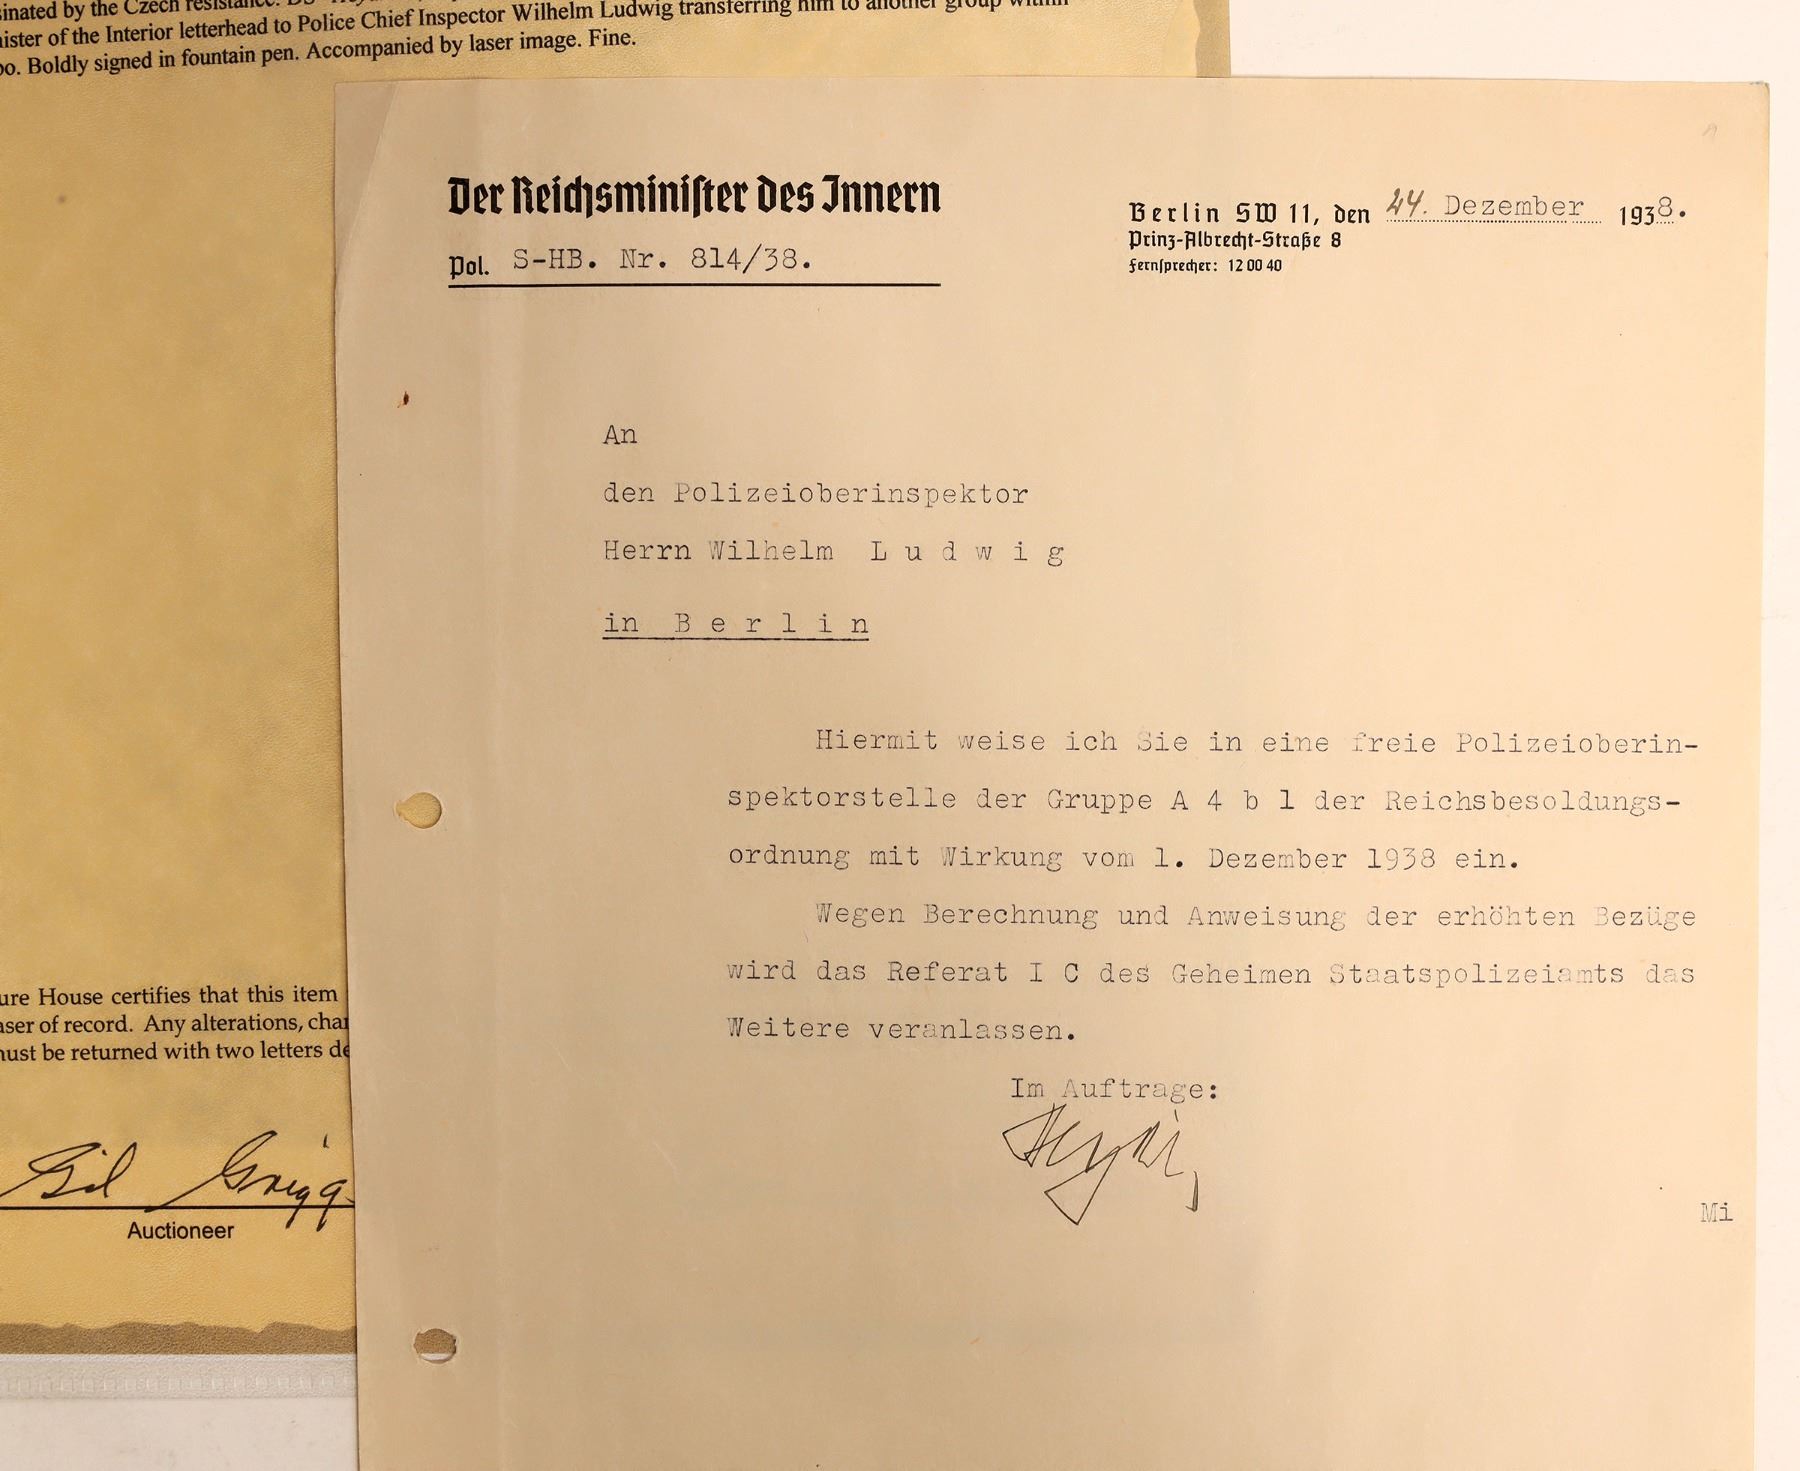 inated by the Czech resistance.
ister of the Interior letterhead to Police Chief Inspector Wilhelm Ludwig transferring him to another group within
oo. Boldly signed in fountain pen. Accompanied by laser image. Fine.
Der Reichsminister des Innern
Pol. S-HB. Nr. 814/38.
Berlin SW 11, den 24. Dezember 1938.
Prinz-Albrecht-Straße 8
Fernsprecher: 12 00 40
An
den Polizeioberinspektor
Herrn Wilhelm L u d w i g
in B e r l i n
Hiermit weise ich Sie in eine freie Polizeioberin-
spektorstelle der Gruppe A 4 b 1 der Reichsbesoldungs-
ordnung mit Wirkung vom 1. Dezember 1938 ein.
Wegen Berechnung und Anweisung der erhöhten Bezüge
wird das Referat I C des Geheimen Staatspolizeiamts das
Weitere veranlassen.
Im Auftrage:
Mi
ure House certifies that this item
aser of record. Any alterations, chan
must be returned with two letters de
Auctioneer